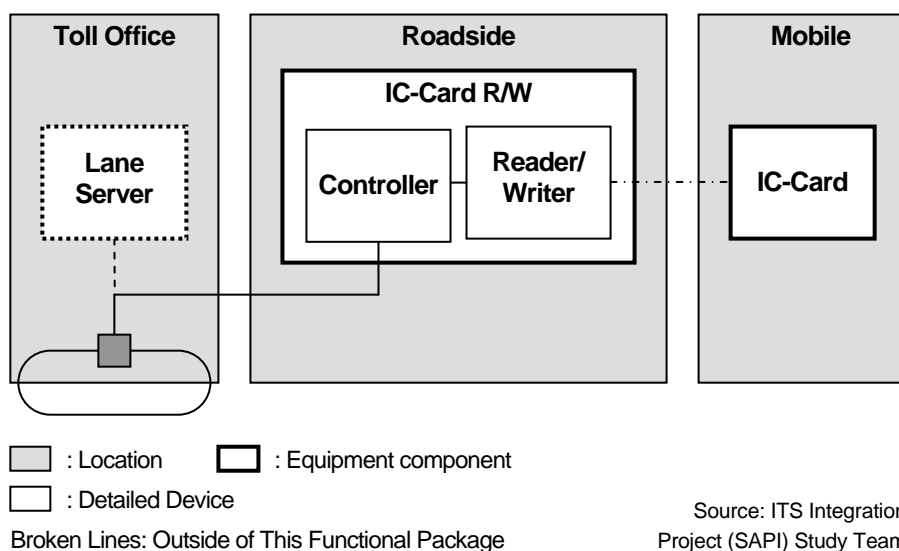 Toll Office
Roadside
Mobile
IC-Card R/W
Lane
Server
Controller
Reader/
Writer
IC-Card
: Location
: Equipment component
: Detailed Device
Broken Lines: Outside of This Functional Package
Source: ITS Integration
Project (SAPI) Study Team